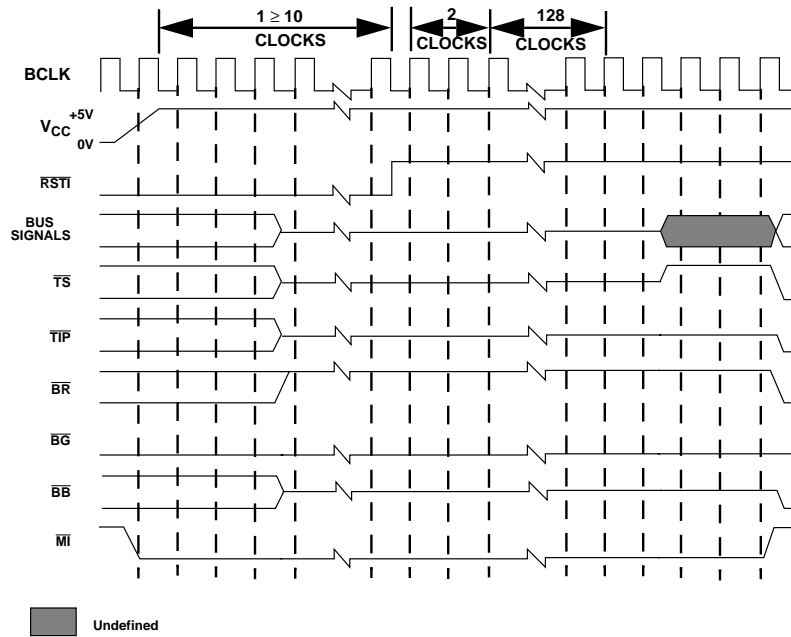 1 ≥ 10
CLOCKS
2
CLOCKS
128
CLOCKS
BCLK
VCC
+5V
0V
RSTI
BUS
SIGNALS
TS
TIP
BR
BG
BB
MI
Undefined